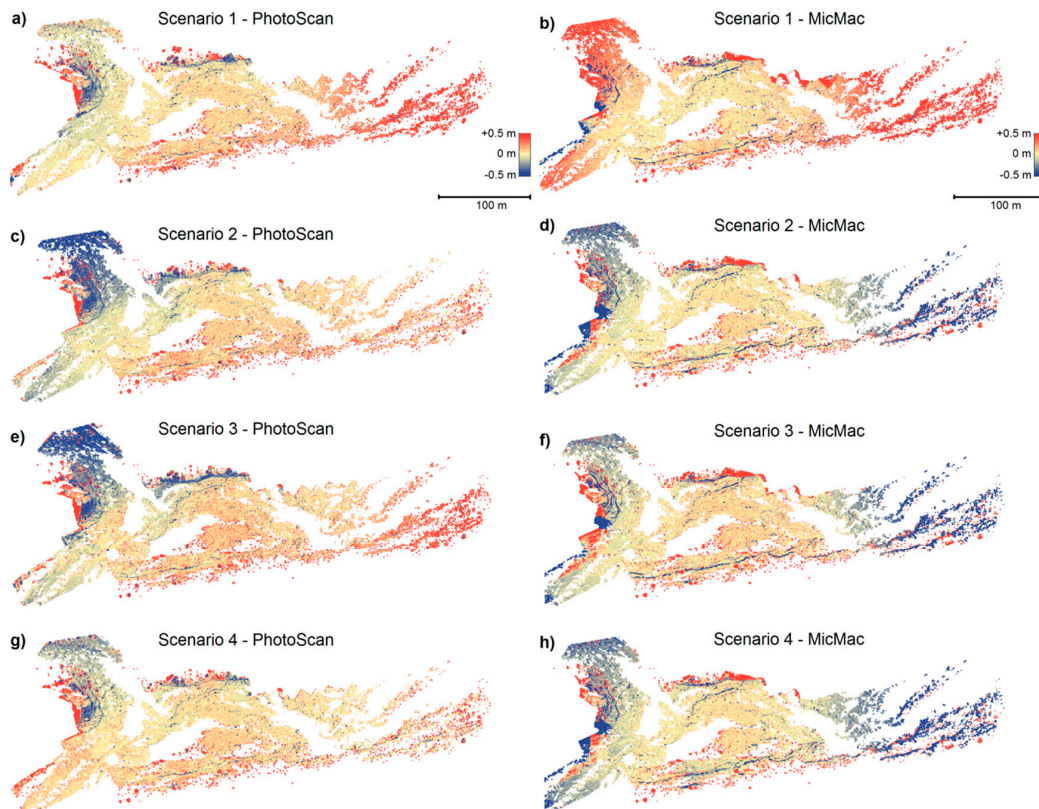 a) Scenario 1 - PhotoScan
b) Scenario 1 - MicMac
+0.5 m
0 m
-0.5 m
100 m
+0.5 m
0 m
-0.5 m
100 m
c) Scenario 2 - PhotoScan
d) Scenario 2 - MicMac
e) Scenario 3 - PhotoScan
f) Scenario 3 - MicMac
g) Scenario 4 - PhotoScan
h) Scenario 4 - MicMac